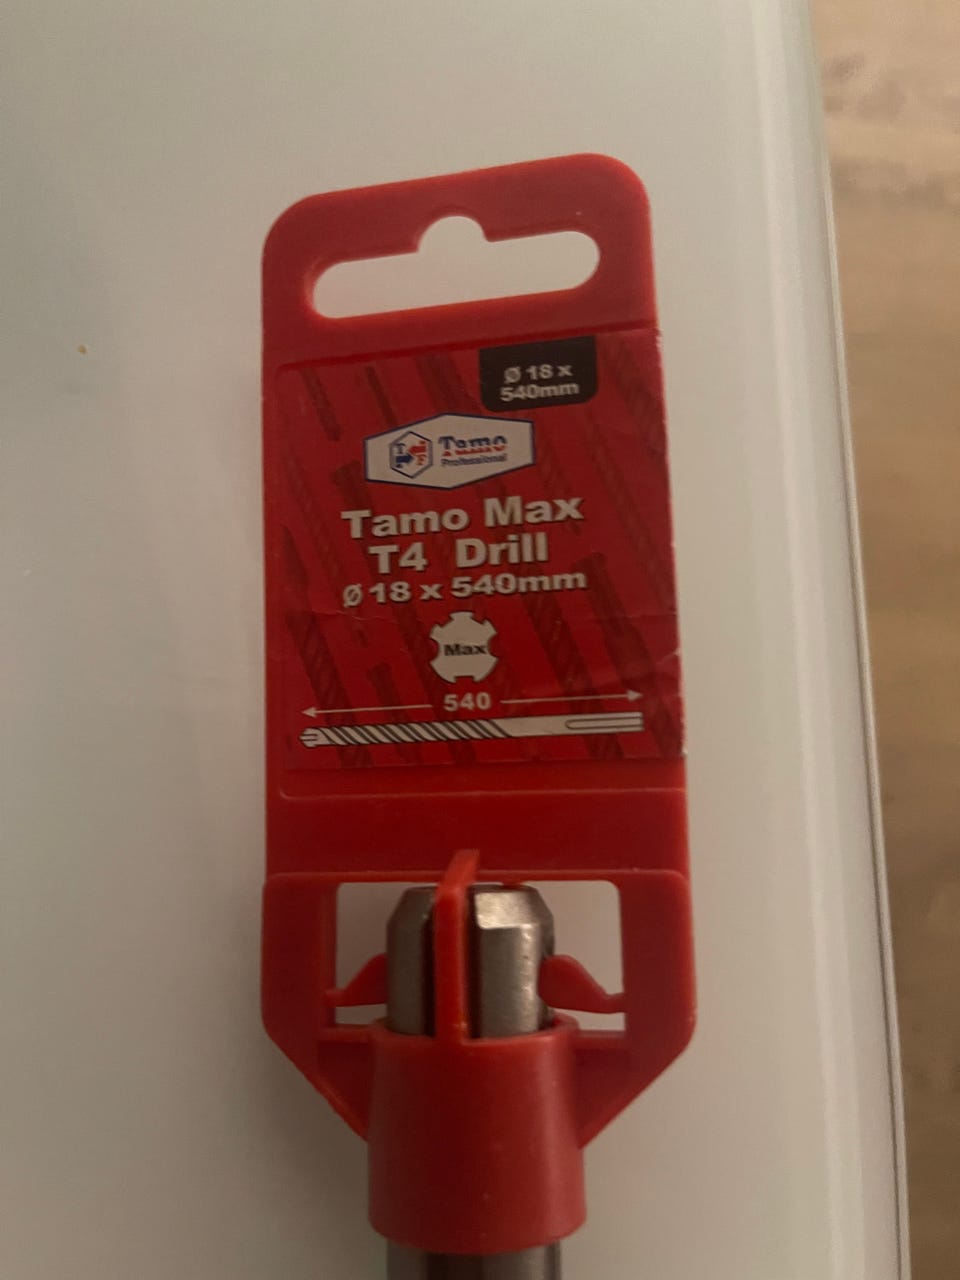 Ø 18 x
540mm
T F
Tamo
Professional
Tamo Max
T4 Drill
Ø 18 x 540mm
Max
540